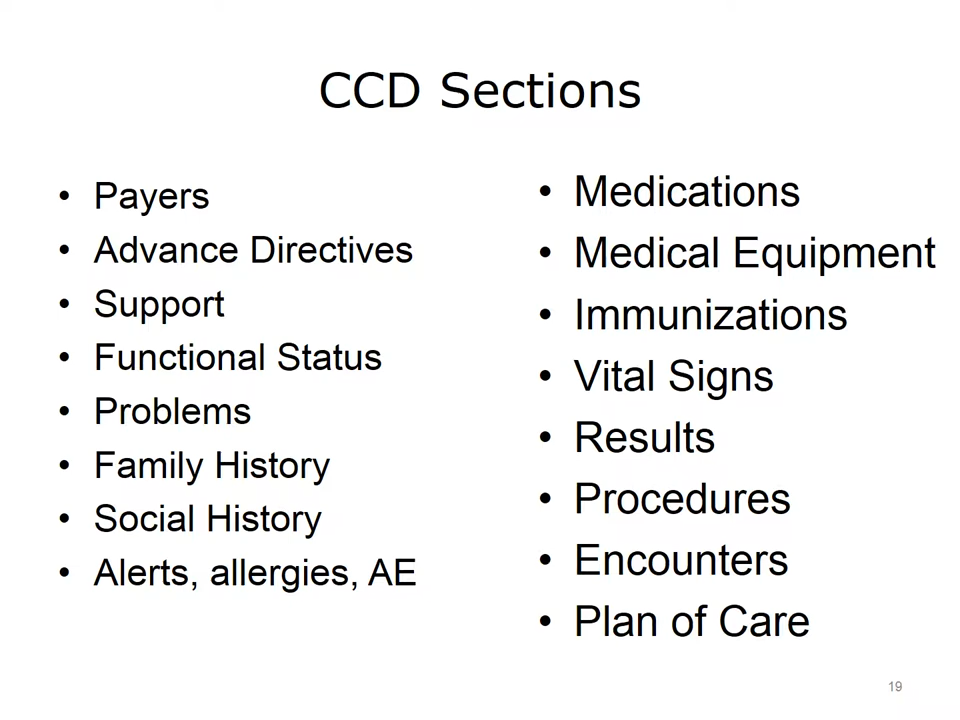 CCD Sections
• Payers
• Advance Directives
• Support
• Functional Status
• Problems
• Family History
• Social History
• Alerts, allergies, AE
• Medications
• Medical Equipment
• Immunizations
• Vital Signs
• Results
• Procedures
• Encounters
• Plan of Care
19